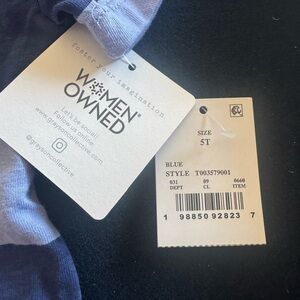 foster your imagination.
WOMEN
OWNED
Let's be social!
Follow us online
www.graysoncollective.com
@graysoncollective
SIZE
5T
BLUE
STYLE T003579001
031 09 0660
DEPT CL ITEM
1 98850 92823 7